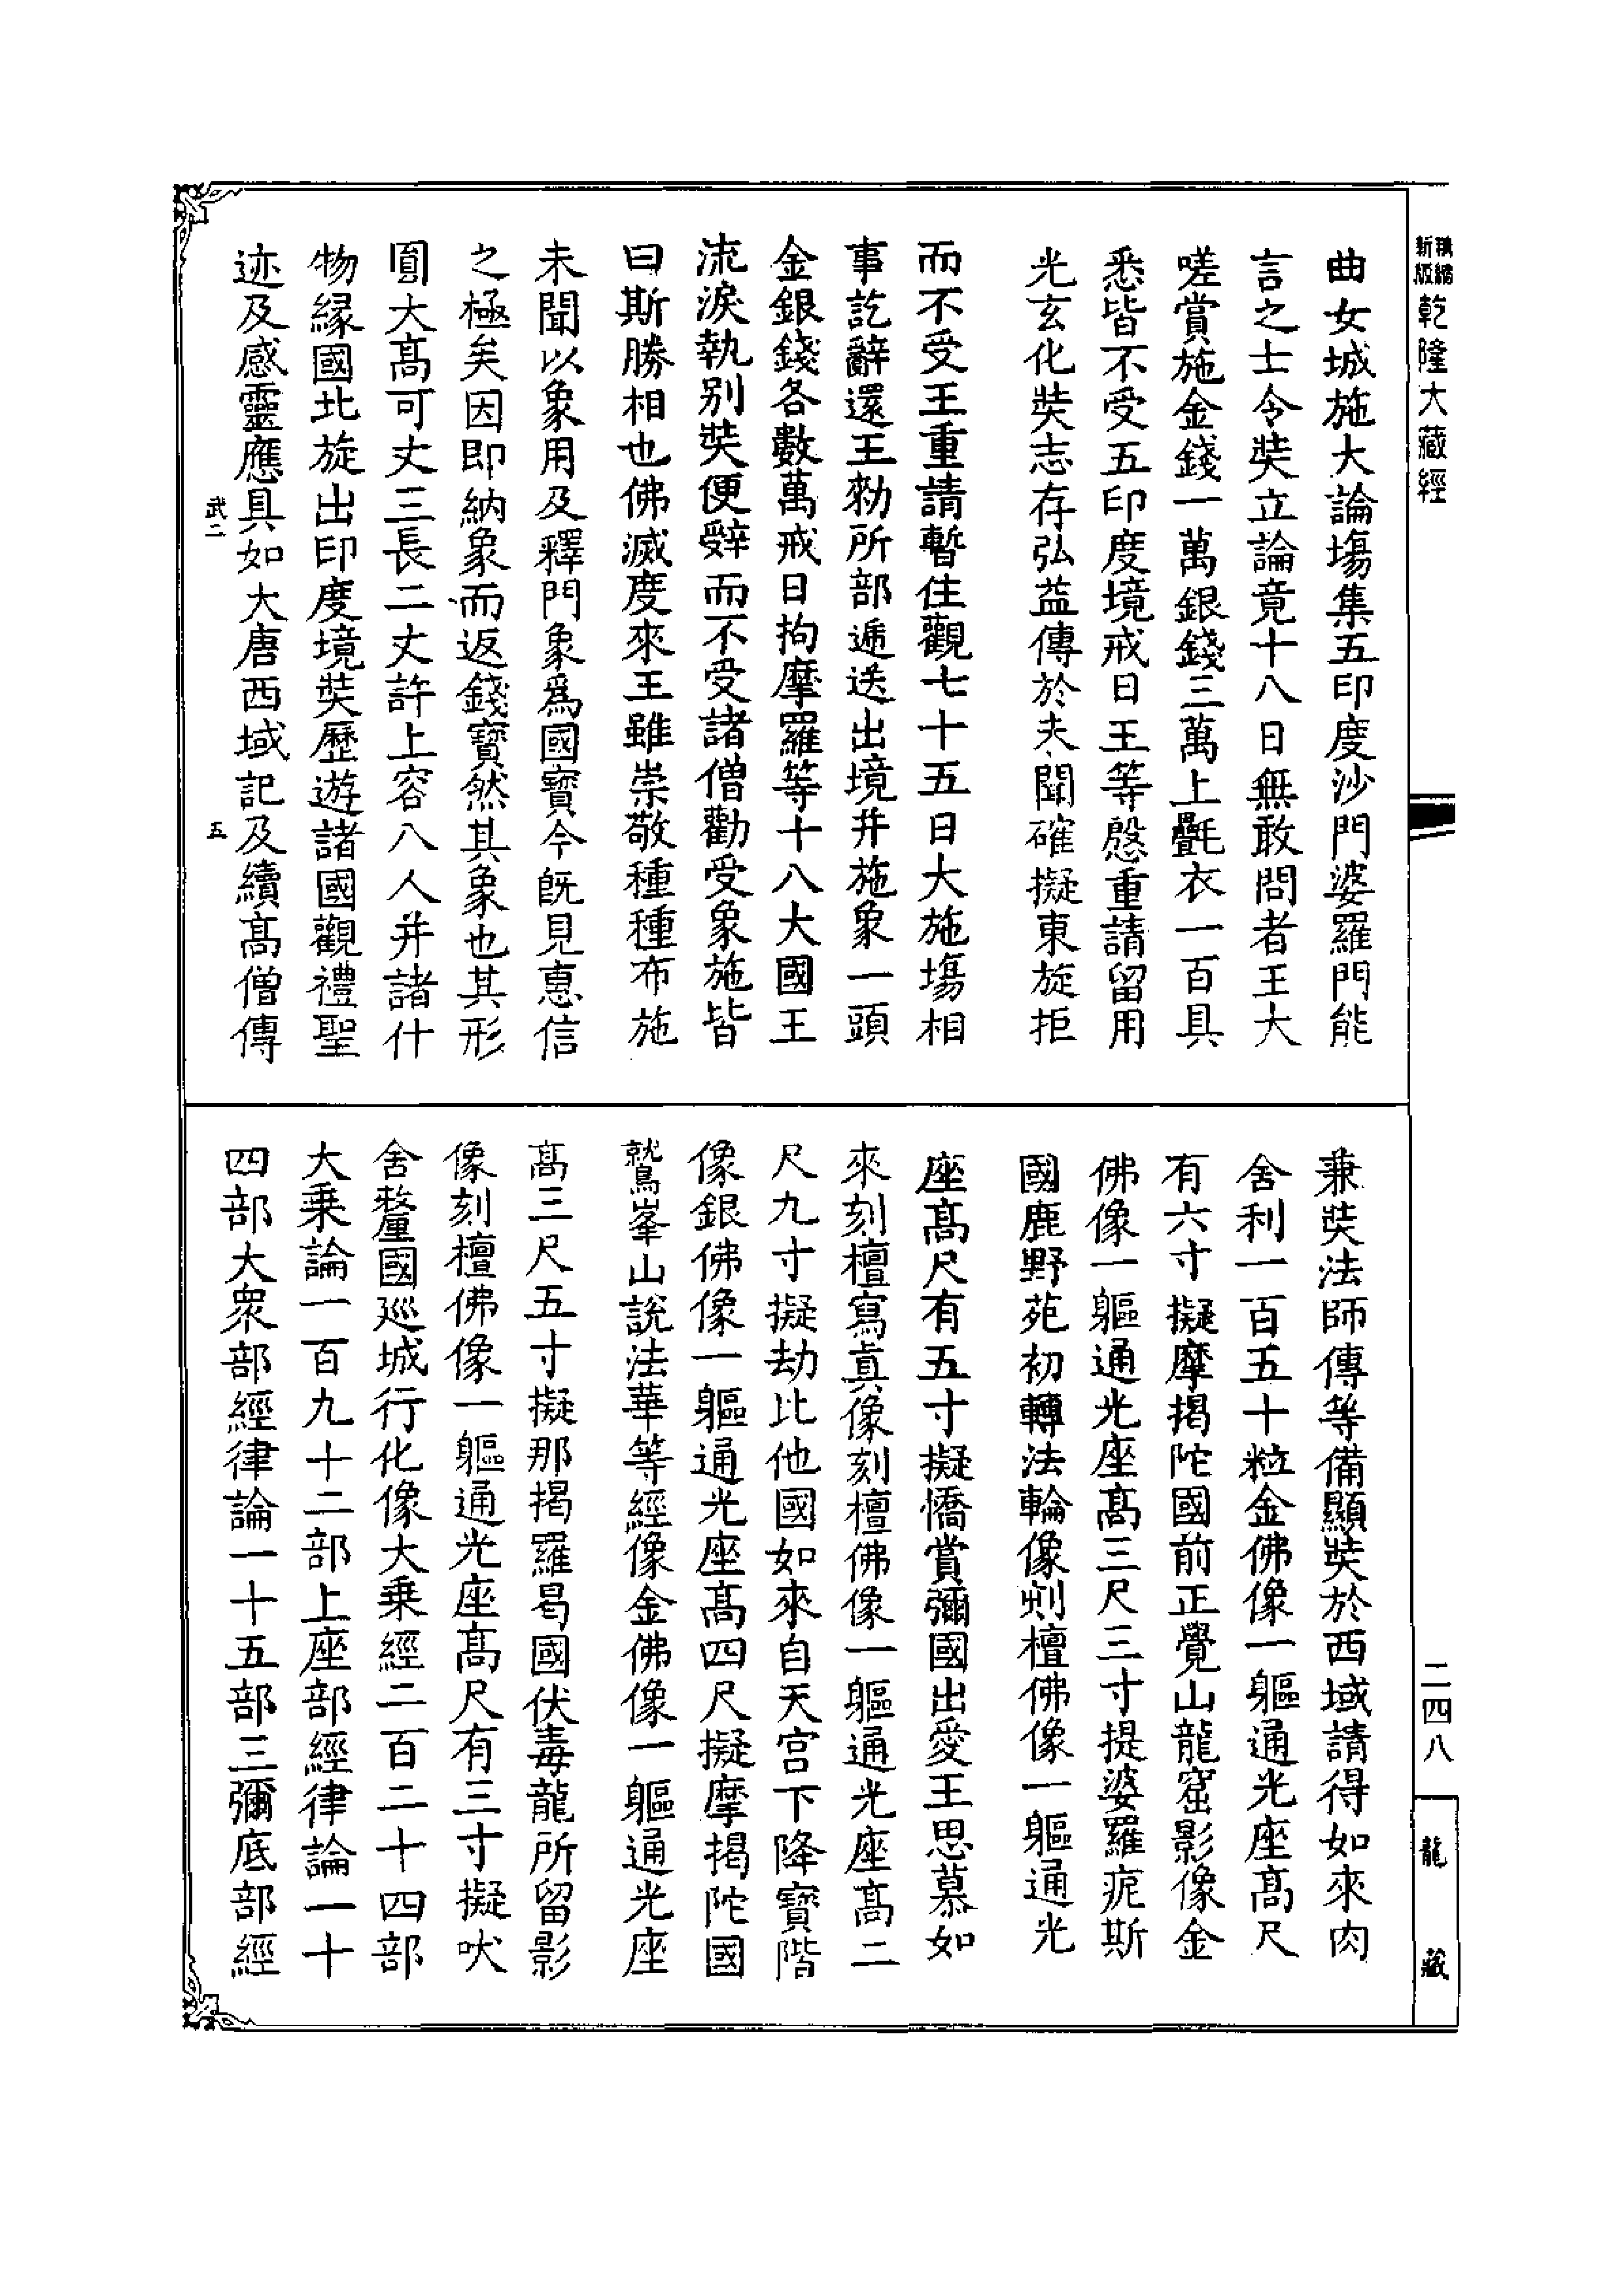 精縮新版 乾隆大藏經
曲女城施大論塲集五印度沙門婆羅門能
言之士令奘立論竟十八日無敢問者王大
嗟賞施金錢一萬銀錢三萬上氎衣一百具
悉皆不受五印度境戒日王等慇重請留用
光玄化奘志存弘益傳於未聞確擬東旋拒
而不受王重請暫住觀七十五日大施塲相
事訖辭還王勑所部遞送出境并施象一頭
金銀錢各數萬戒日拘摩羅等十八大國王
流淚執別奘便辤而不受諸僧勸受象施皆
曰斯勝相也佛滅度來王雖崇敬種種布施
未聞以象用及釋門象爲國寶今旣見惠信
之極矣因即納象而返錢寶然其象也其形
圓大高可丈三長二丈許上容八人并諸什
物緣國北旋出印度境奘歷遊諸國觀禮聖
迹及感靈應具如大唐西域記及續高僧傳
武二 五
兼奘法師傳等備顯奘於西域請得如來肉
舍利一百五十粒金佛像一軀通光座高尺
有六寸擬摩揭陀國前正覺山龍窟影像金
佛像一軀通光座高三尺三寸提婆羅痆斯
國鹿野苑初轉法輪像刻檀佛像一軀通光
座高尺有五寸擬憍賞彌國出愛王思慕如
來刻檀寫真像刻檀佛像一軀通光座高二
尺九寸擬劫比他國如來自天宮下降寶階
像銀佛像一軀通光座高四尺擬摩揭陀國
鷲峯山說法華等經像金佛像一軀通光座
高三尺五寸擬那揭羅曷國伏毒龍所留影
像刻檀佛像一軀通光座高尺有三寸擬吠
舍釐國巡城行化像大乘經二百二十四部
大乘論一百九十二部上座部經律論一十
四部大眾部經律論一十五部三彌底部經
二四八
龍藏